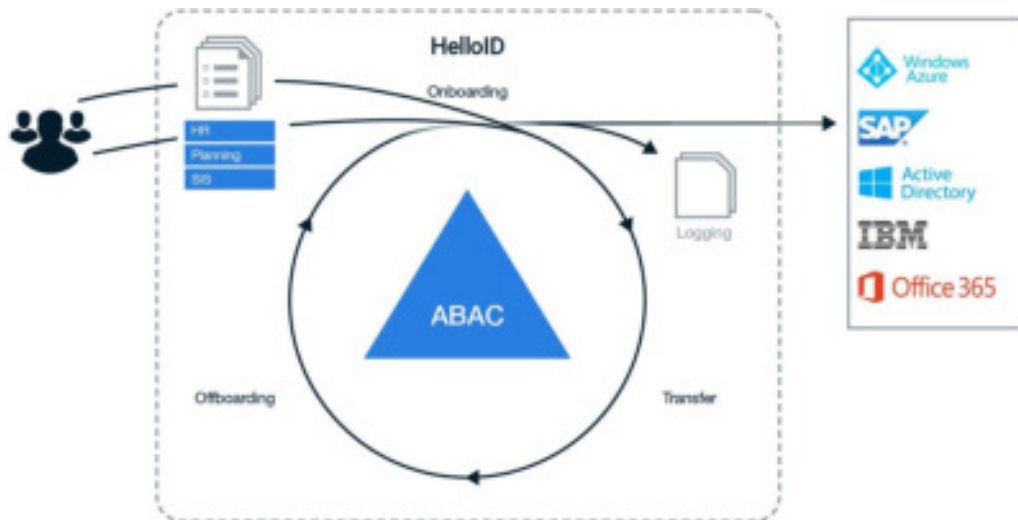 HelloID
Onboarding
HR
Planning
SIS
Logging
ABAC
Offboarding
Transfer
Windows
Azure
SAP
Active
Directory
IBM
Office 365